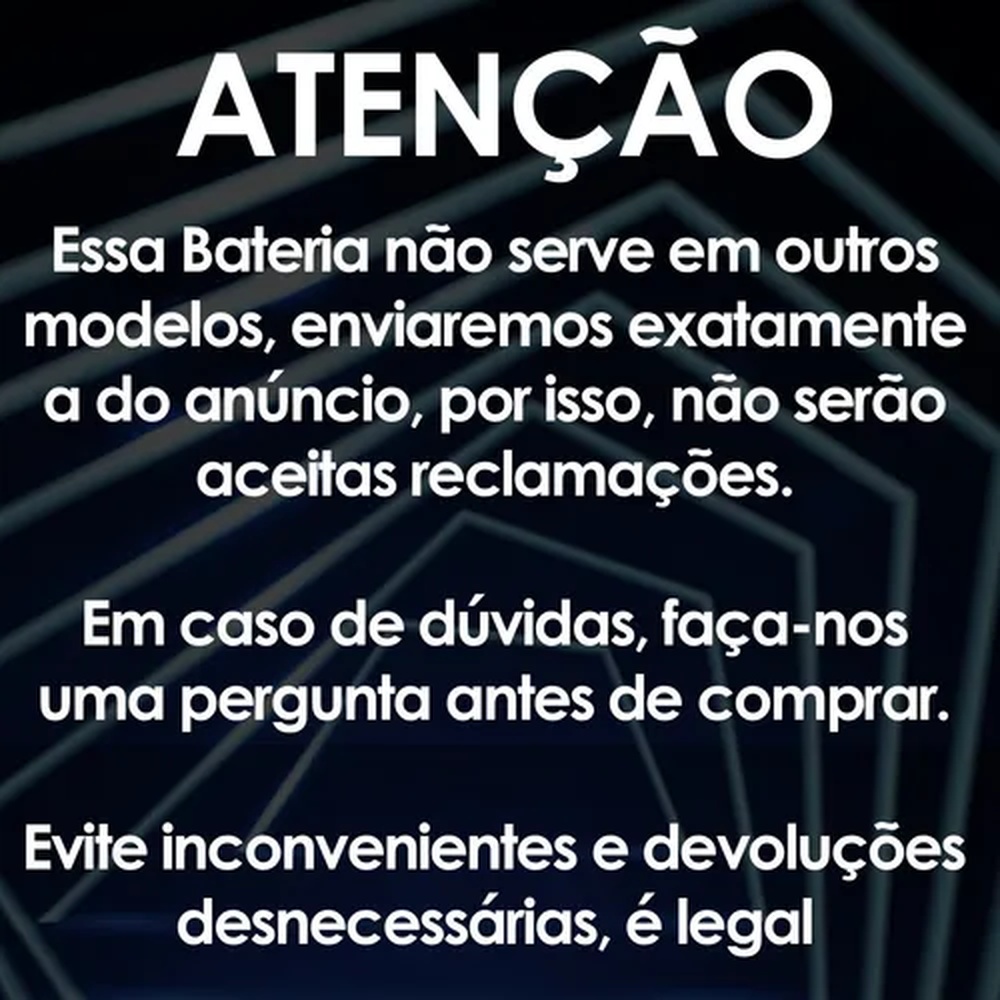 ATENÇÃO
Essa Bateria não serve em outros
modelos, enviaremos exatamente
a do anúncio, por isso, não serão
aceitas reclamações.
Em caso de dúvidas, faça-nos
uma pergunta antes de comprar.
Evite inconvenientes e devoluções
desnecessárias, é legal